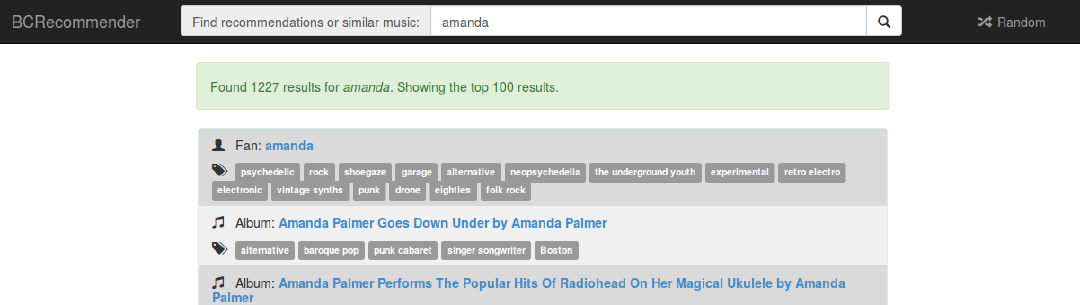 BCRecommender Find recommendations or similar music: amanda Random
Found 1227 results for amanda. Showing the top 100 results.
Fan: amanda
psychedelic rock shoegaze garage alternative neopsychedelia the underground youth experimental retro electro
electronic vintage synths punk drone eighties folk rock
Album: Amanda Palmer Goes Down Under by Amanda Palmer
alternative baroque pop punk cabaret singer songwriter Boston
Album: Amanda Palmer Performs The Popular Hits Of Radiohead On Her Magical Ukulele by Amanda
Palmer